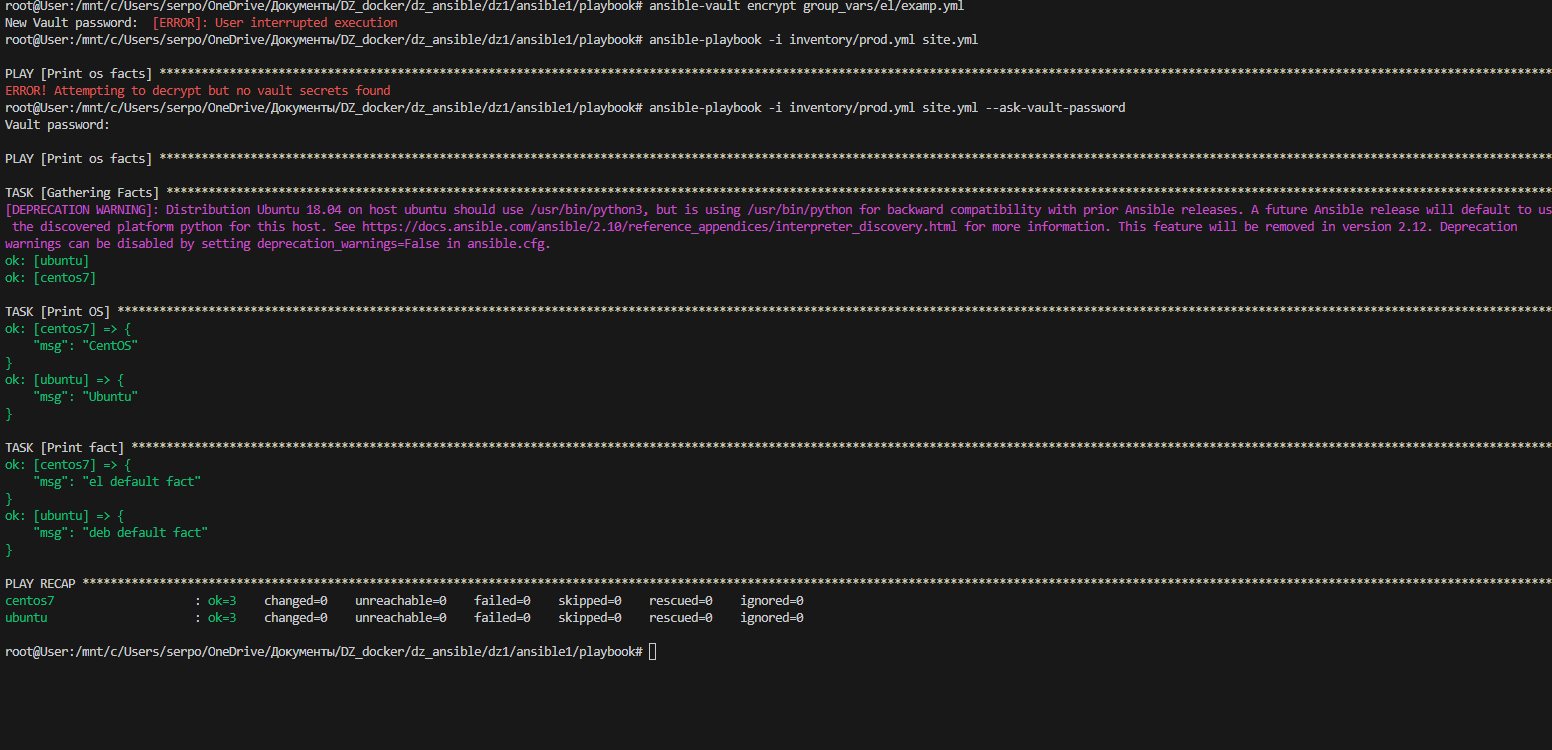 root@User:/mnt/c/Users/serpo/OneDrive/Документы/DZ_docker/dz_ansible/dz1/ansible1/playbook# ansible-vault encrypt group_vars/el/examp.yml
New Vault password:  [ERROR]: User interrupted execution
root@User:/mnt/c/Users/serpo/OneDrive/Документы/DZ_docker/dz_ansible/dz1/ansible1/playbook# ansible-playbook -i inventory/prod.yml site.yml
PLAY [Print os facts] ****************************************************************************************************************************************************************************************************
ERROR! Attempting to decrypt but no vault secrets found
root@User:/mnt/c/Users/serpo/OneDrive/Документы/DZ_docker/dz_ansible/dz1/ansible1/playbook# ansible-playbook -i inventory/prod.yml site.yml --ask-vault-password
Vault password:
PLAY [Print os facts] ****************************************************************************************************************************************************************************************************
TASK [Gathering Facts] ***************************************************************************************************************************************************************************************************
[DEPRECATION WARNING]: Distribution Ubuntu 18.04 on host ubuntu should use /usr/bin/python3, but is using /usr/bin/python for backward compatibility with prior Ansible releases. A future Ansible release will default to us
the discovered platform python for this host. See https://docs.ansible.com/ansible/2.10/reference_appendices/interpreter_discovery.html for more information. This feature will be removed in version 2.12. Deprecation
warnings can be disabled by setting deprecation_warnings=False in ansible.cfg.
ok: [ubuntu]
ok: [centos7]
TASK [Print OS] **********************************************************************************************************************************************************************************************************
ok: [centos7] => {
    "msg": "CentOS"
}
ok: [ubuntu] => {
    "msg": "Ubuntu"
}
TASK [Print fact] ********************************************************************************************************************************************************************************************************
ok: [centos7] => {
    "msg": "el default fact"
}
ok: [ubuntu] => {
    "msg": "deb default fact"
}
PLAY RECAP ***************************************************************************************************************************************************************************************************************
centos7                    : ok=3    changed=0    unreachable=0    failed=0    skipped=0    rescued=0    ignored=0
ubuntu                     : ok=3    changed=0    unreachable=0    failed=0    skipped=0    rescued=0    ignored=0
root@User:/mnt/c/Users/serpo/OneDrive/Документы/DZ_docker/dz_ansible/dz1/ansible1/playbook#